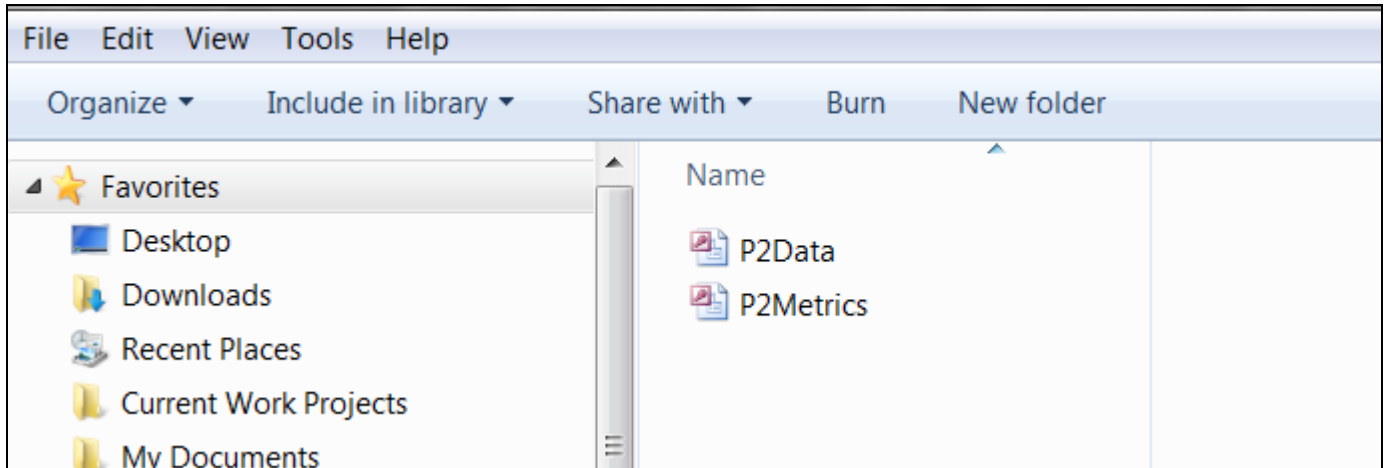 File Edit View Tools Help
Organize Include in library Share with Burn New folder
Favorites
Desktop
Downloads
Recent Places
Current Work Projects
My Documents
Name
P2Data
P2Metrics